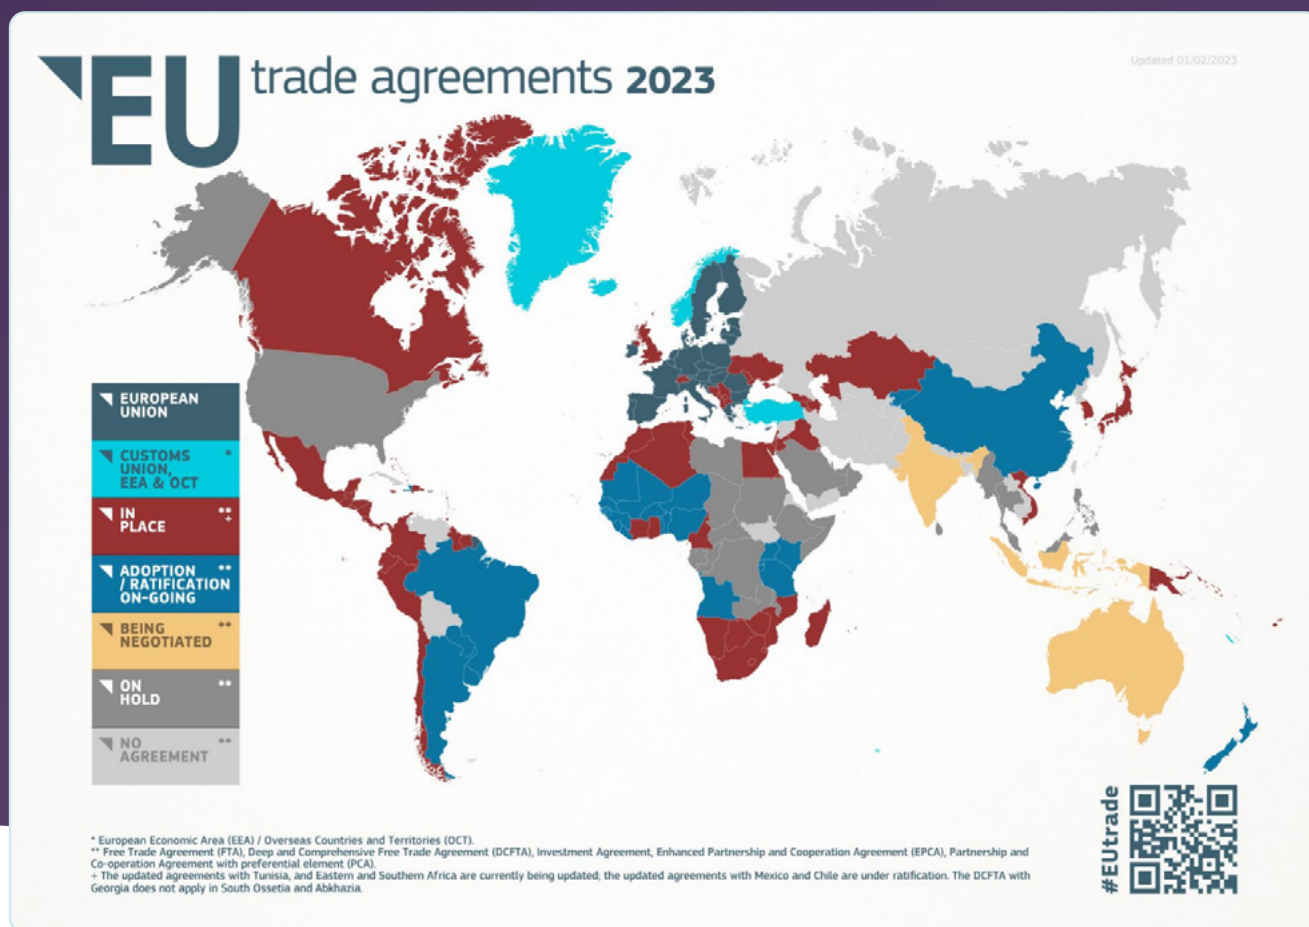 EU trade agreements 2023
Updated 01/02/2023
EUROPEAN
UNION
CUSTOMS *
UNION,
EEA & OCT
IN **
PLACE +
ADOPTION **
/ RATIFICATION
ON-GOING
BEING **
NEGOTIATED
ON **
HOLD
NO **
AGREEMENT
#EUtrade
* European Economic Area (EEA) / Overseas Countries and Territories (OCT).
** Free Trade Agreement (FTA), Deep and Comprehensive Free Trade Agreement (DCFTA), Investment Agreement, Enhanced Partnership and Cooperation Agreement (EPCA), Partnership and
Co-operation Agreement with preferential element (PCA).
+ The updated agreements with Tunisia, and Eastern and Southern Africa are currently being updated; the updated agreements with Mexico and Chile are under ratification. The DCFTA with
Georgia does not apply in South Ossetia and Abkhazia.